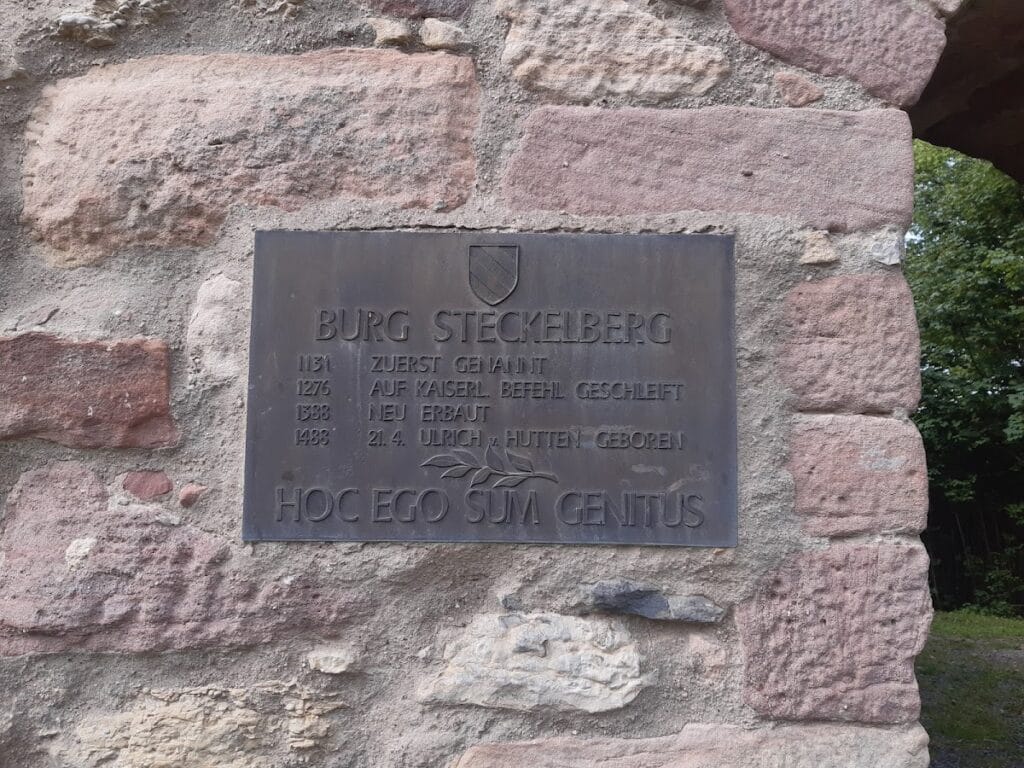 BURG STECKELBERG
1131 ZUERST GENANNT
1276 AUF KAISERL. BEFEHL GESCHLEIFT
1388 NEU ERBAUT
1488 21.4. ULRICH v. HUTTEN GEBOREN
HOC EGO SUM GENITUS